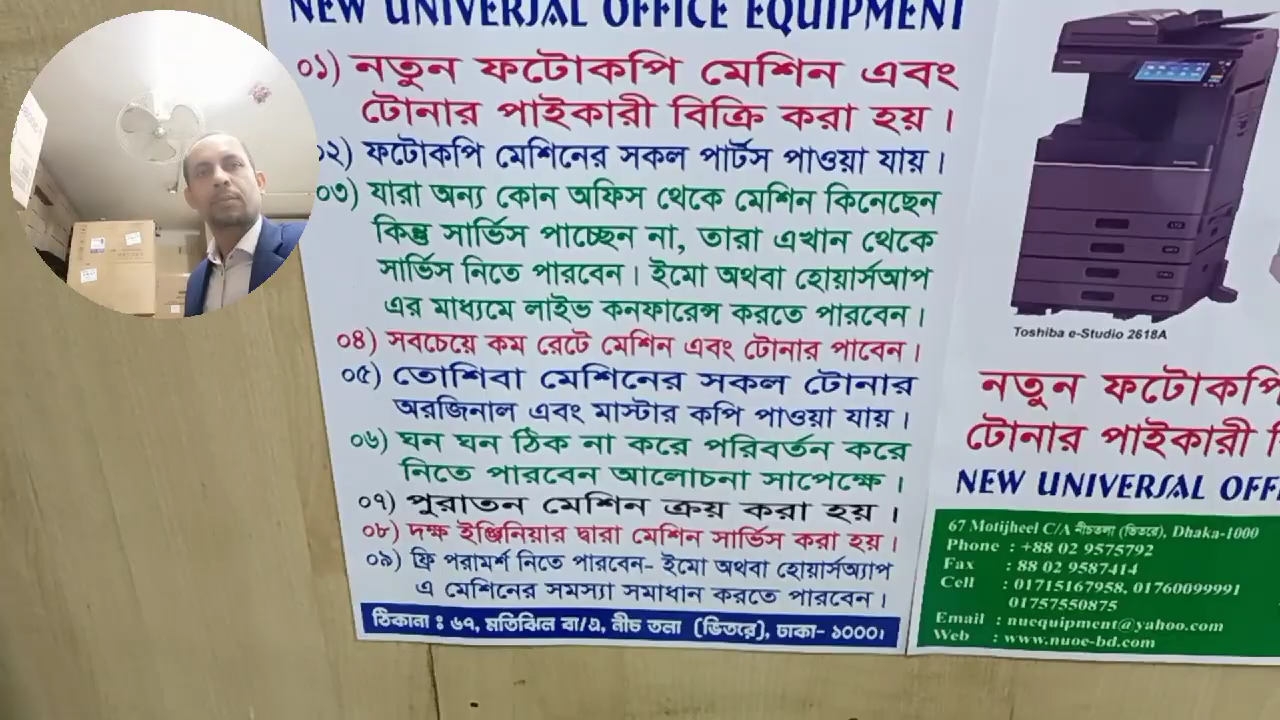 NEW UNIVERSAL OFFICE EQUIPMENT
০১) নতুন ফটোকপি মেশিন এবং
টোনার পাইকারী বিক্রি করা হয়।
০২) ফটোকপি মেশিনের সকল পার্টস পাওয়া যায়।
০৩) যারা অন্য কোন অফিস থেকে মেশিন কিনেছেন
কিন্তু সার্ভিস পাচ্ছেন না, তারা এখান থেকে
সার্ভিস নিতে পারবেন। ইমো অথবা হোয়ার্সআপ
এর মাধ্যমে লাইভ কনফারেন্স করতে পারবেন।
০৪) সবচেয়ে কম রেটে মেশিন এবং টোনার পাবেন।
০৫) তোশিবা মেশিনের সকল টোনার
অরজিনাল এবং মাস্টার কপি পাওয়া যায়।
০৬) ঘন ঘন ঠিক না করে পরিবর্তন করে
নিতে পারবেন আলোচনা সাপেক্ষে।
০৭) পুরাতন মেশিন ক্রয় করা হয়।
০৮) দক্ষ ইঞ্জিনিয়ার দ্বারা মেশিন সার্ভিস করা হয়।
০৯) ফ্রি পরামর্শ নিতে পারবেন- ইমো অথবা হোয়ার্সঅ্যাপ
এ মেশিনের সমস্যা সমাধান করতে পারবেন।
ঠিকানা : ৬৭, মতিঝিল বা/এ, নীচ তলা (ভিতরে), ঢাকা- ১০০০।
Toshiba e-Studio 2618A
নতুন ফটোকপি
টোনার পাইকারী
NEW UNIVERSAL OFF
67 Motijheel C/A নীচতলা (ভিতরে), Dhaka-1000
Phone : +88 02 9575792
Fax : 88 02 9587414
Cell : 01715167958, 01760099991
01757550875
Email : nuequipment@yahoo.com
Web : www.nuoe-bd.com